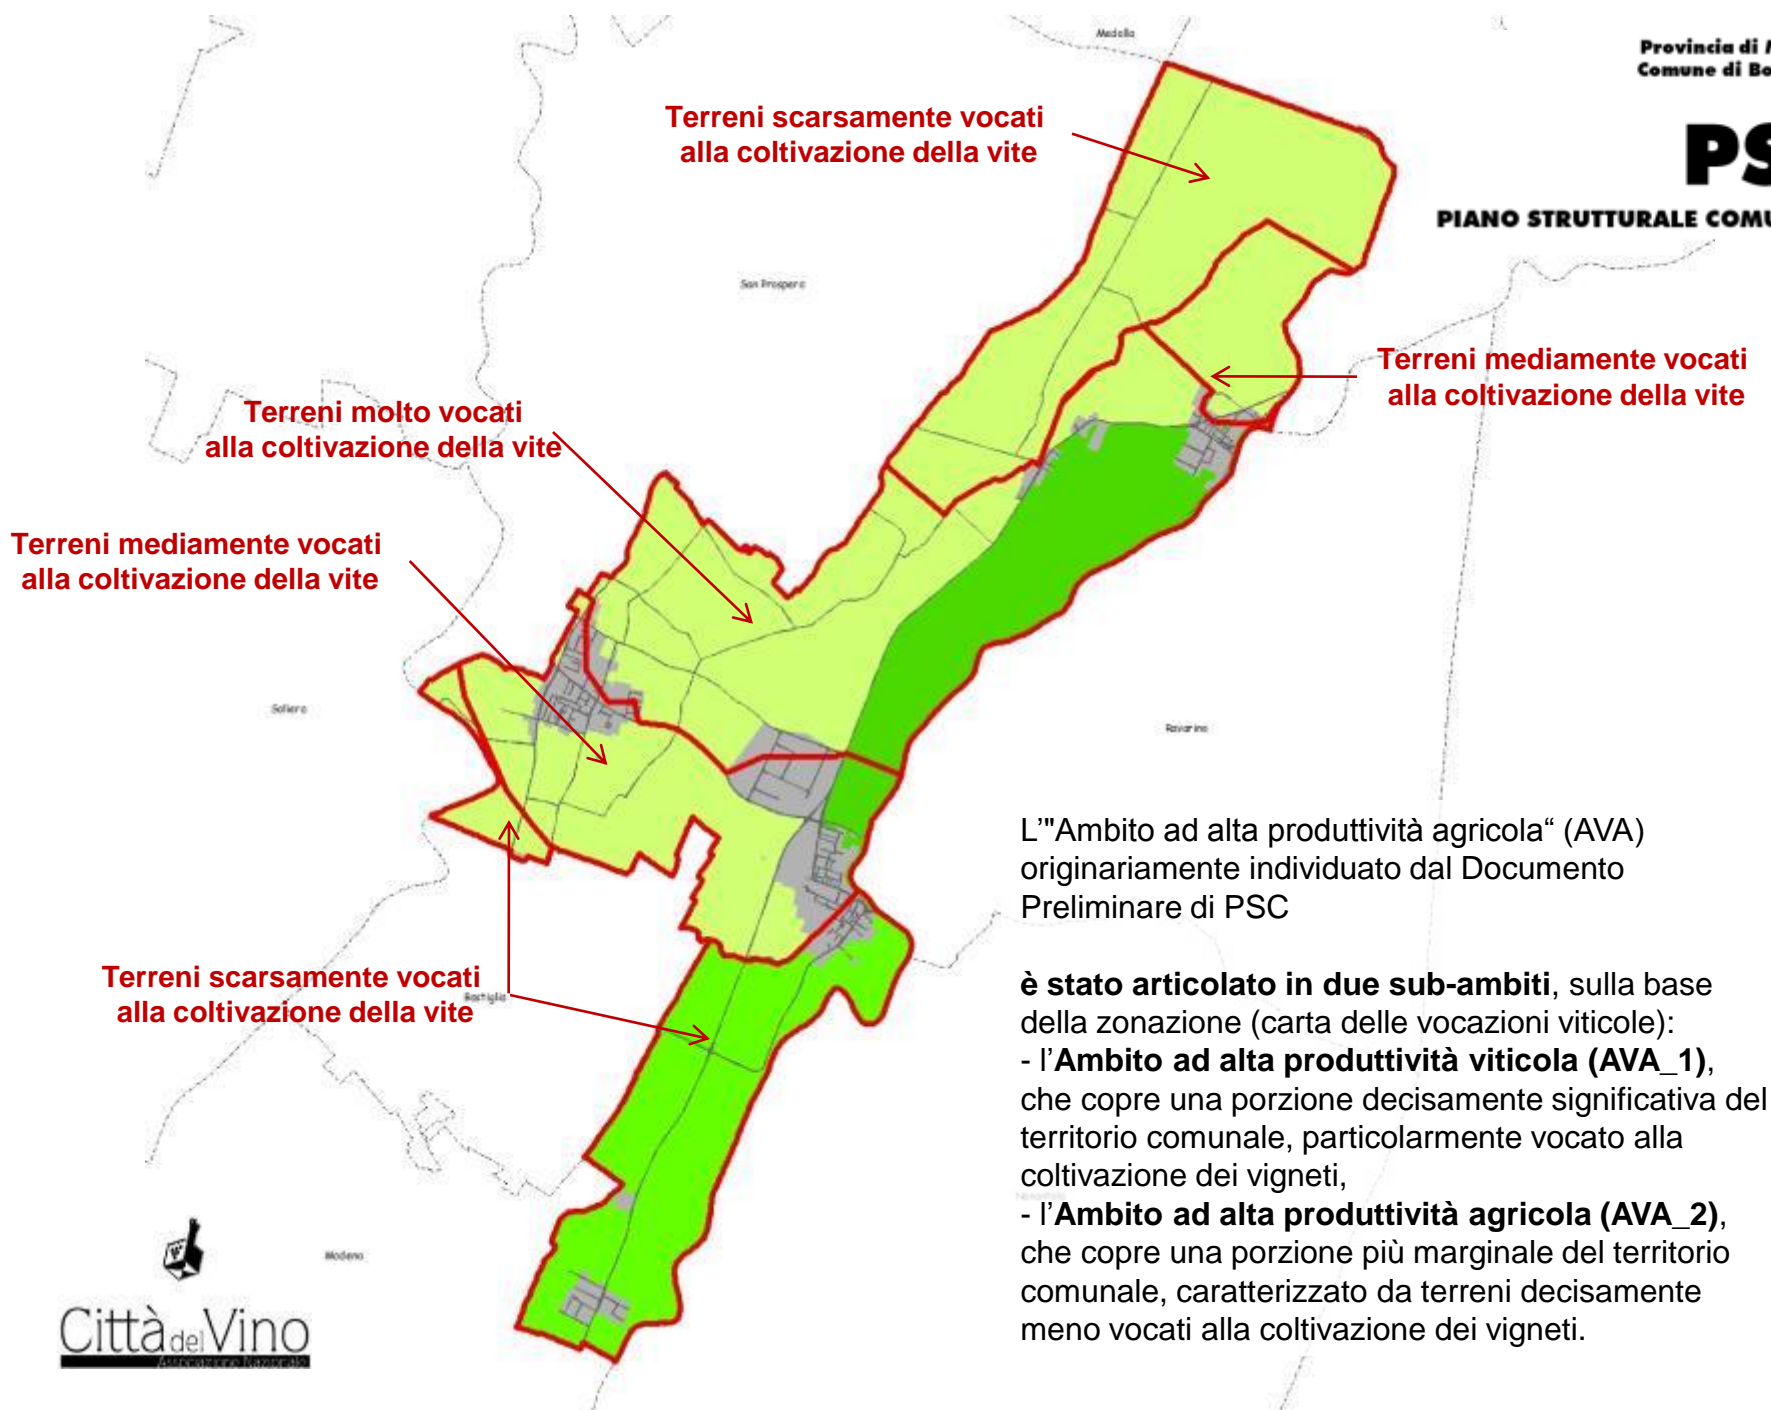 Medolla
Provincia di
Comune di Bo
PS
PIANO STRUTTURALE COMU
Terreni scarsamente vocati
alla coltivazione della vite
San Prospero
Terreni mediamente vocati
alla coltivazione della vite
Terreni molto vocati
alla coltivazione della vite
Terreni mediamente vocati
alla coltivazione della vite
Soliera
Ravarino
Terreni scarsamente vocati
alla coltivazione della vite
Bastiglia
L'"Ambito ad alta produttività agricola“ (AVA)
originariamente individuato dal Documento
Preliminare di PSC
è stato articolato in due sub-ambiti, sulla base
della zonazione (carta delle vocazioni viticole):
- l’Ambito ad alta produttività viticola (AVA_1),
che copre una porzione decisamente significativa del
territorio comunale, particolarmente vocato alla
coltivazione dei vigneti,
- l’Ambito ad alta produttività agricola (AVA_2),
che copre una porzione più marginale del territorio
comunale, caratterizzato da terreni decisamente
meno vocati alla coltivazione dei vigneti.
Nonantola
Modena
Città del Vino
Associazione Nazionale